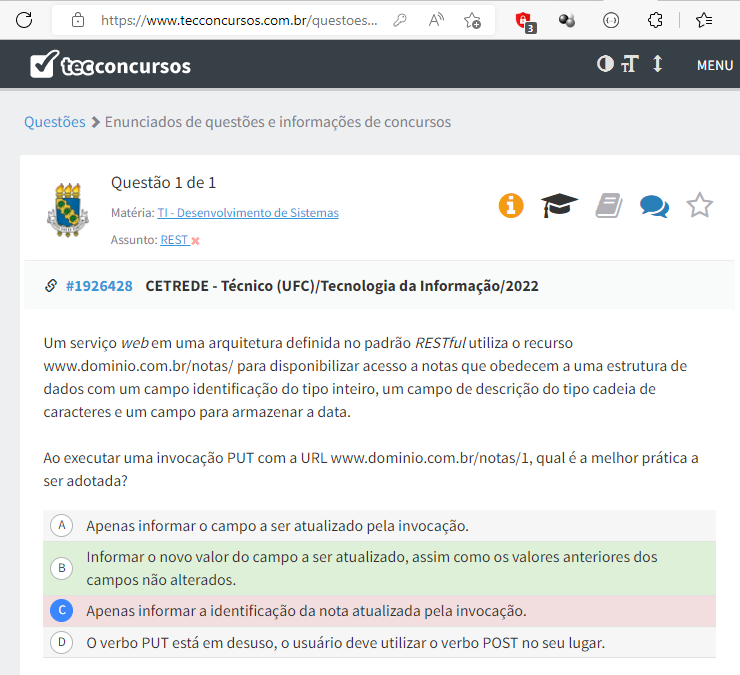 https://www.tecconcursos.com.br/questoes...
3
tecconcursos
MENU
Questões > Enunciados de questões e informações de concursos
Questão 1 de 1
Matéria: TI - Desenvolvimento de Sistemas
Assunto: REST
#1926428 CETREDE - Técnico (UFC)/Tecnologia da Informação/2022
Um serviço web em uma arquitetura definida no padrão RESTful utiliza o recurso
www.dominio.com.br/notas/ para disponibilizar acesso a notas que obedecem a uma estrutura de
dados com um campo identificação do tipo inteiro, um campo de descrição do tipo cadeia de
caracteres e um campo para armazenar a data.
Ao executar uma invocação PUT com a URL www.dominio.com.br/notas/1, qual é a melhor prática a
ser adotada?
A Apenas informar o campo a ser atualizado pela invocação.
B Informar o novo valor do campo a ser atualizado, assim como os valores anteriores dos
campos não alterados.
C Apenas informar a identificação da nota atualizada pela invocação.
D O verbo PUT está em desuso, o usuário deve utilizar o verbo POST no seu lugar.